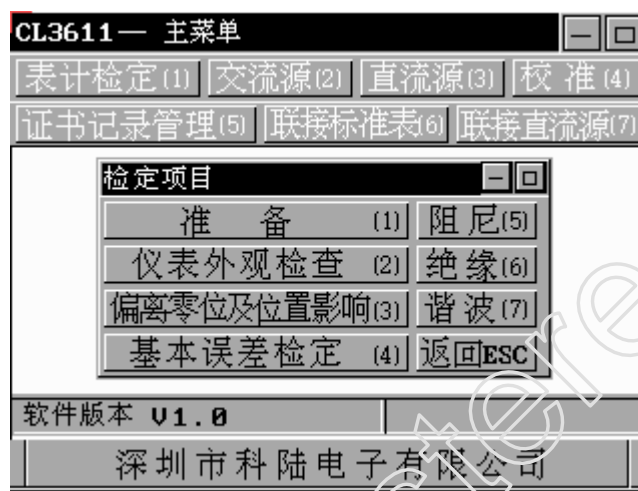 CL3611— 主菜单
表计检定(1) 交流源(2) 直流源(3) 校 准(4)
证书记录管理(5) 联接标准表(6) 联接直流源(7)
检定项目
准 备 (1) 阻 尼(5)
仪表外观检查 (2) 绝 缘(6)
偏离零位及位置影响(3) 谐 波(7)
基本误差检定 (4) 返回ESC
软件版本 V1.0
深圳市科陆电子有限公司